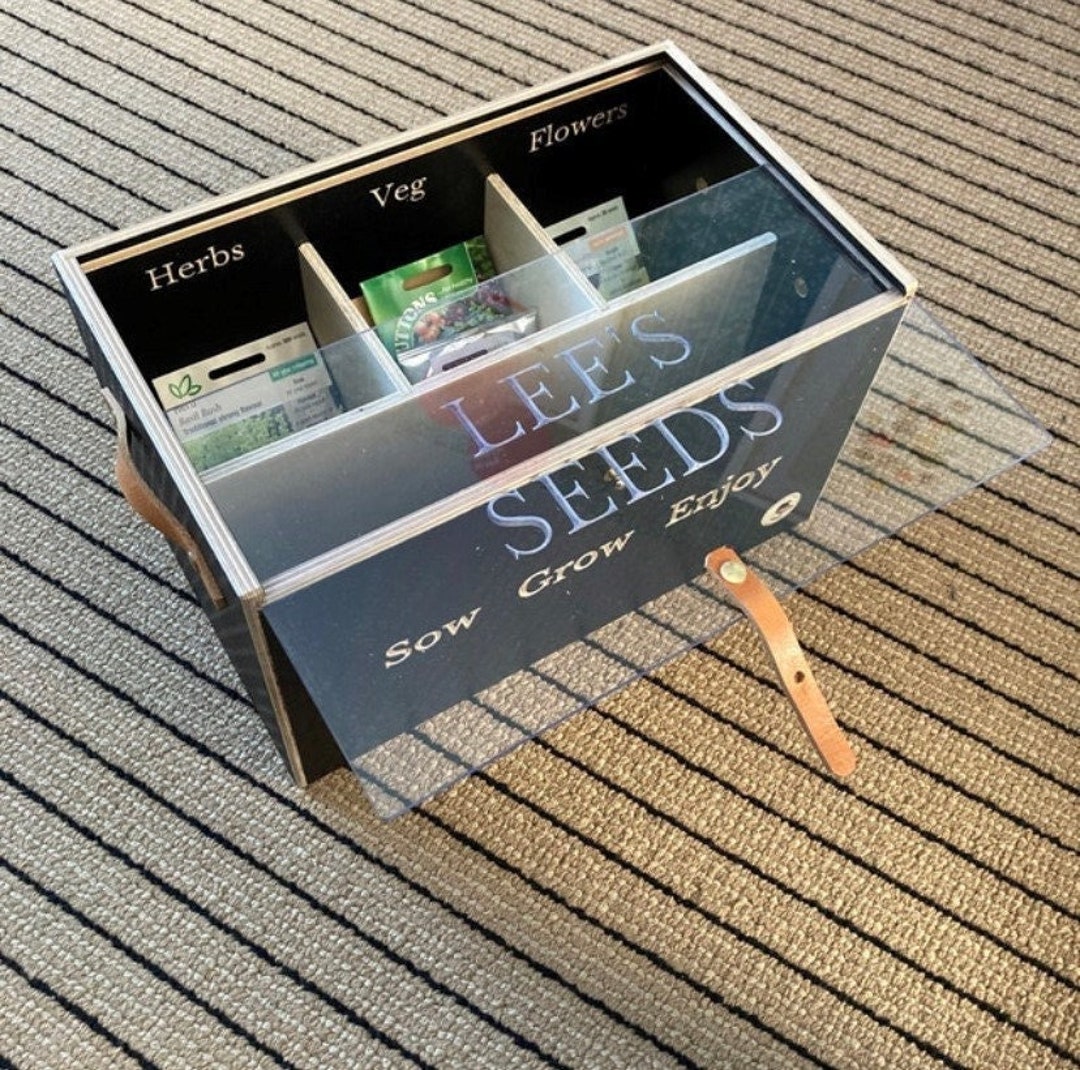 Herbs
Veg
Flowers
LEE'S
SEEDS
Sow Grow Enjoy